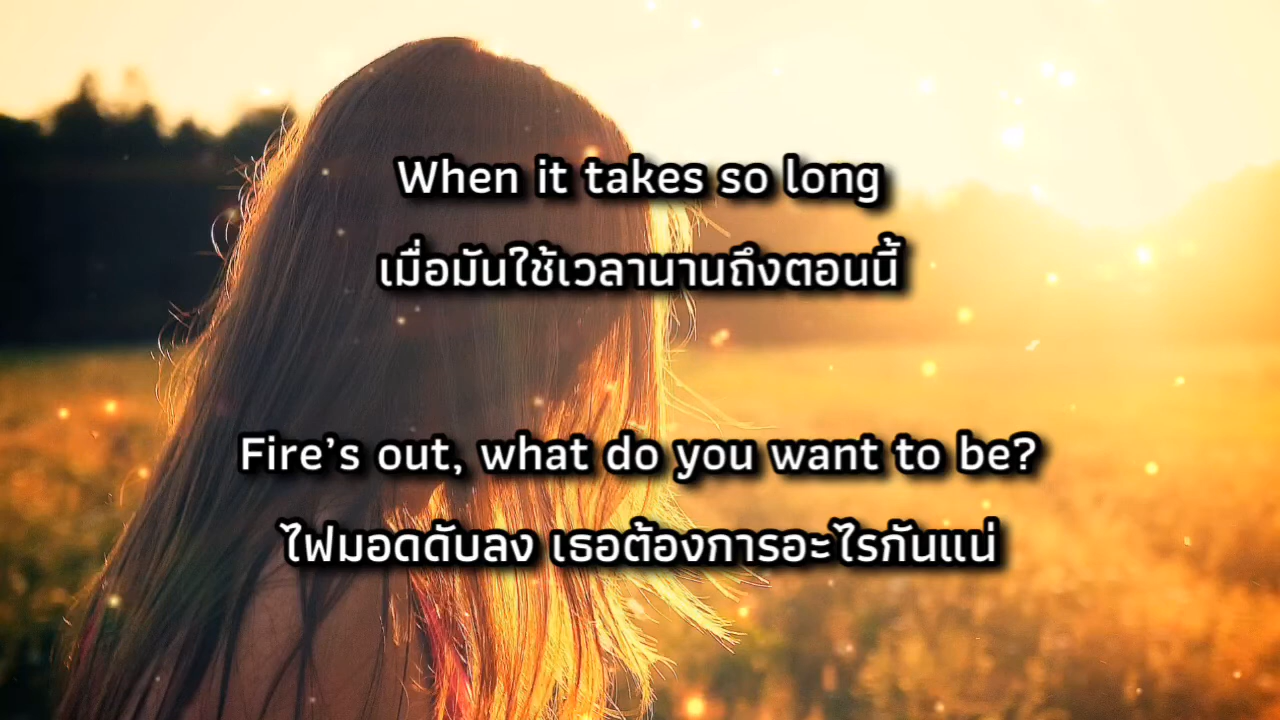 When it takes so long
เมื่อมันใช้เวลานานถึงตอนนี้
Fire’s out, what do you want to be?
ไฟมอดดับลง เธอต้องการอะไรกันแน่